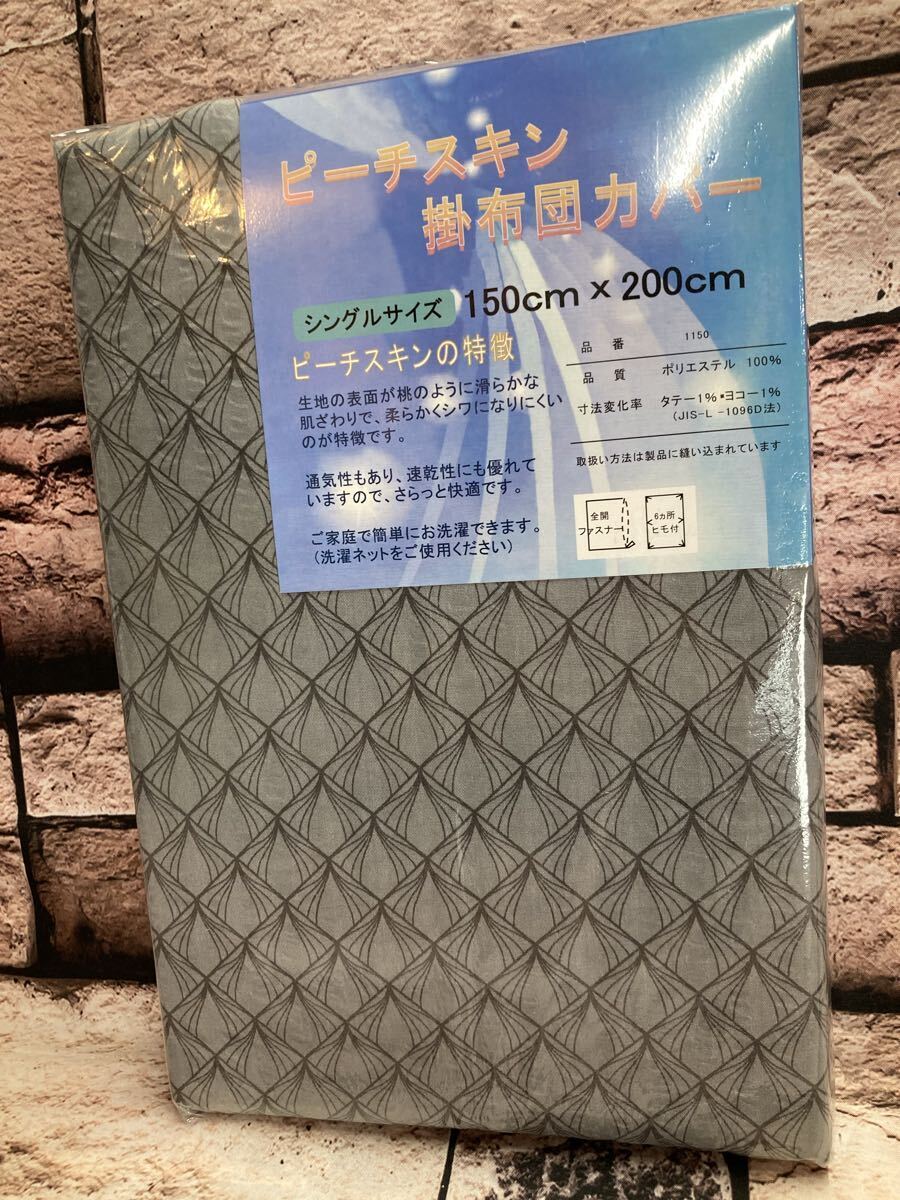 ピーチスキン
掛布団カバー
シングルサイズ 150cm×200cm
ピーチスキンの特徴
生地の表面が桃のように滑らかな
肌ざわりで、柔らかくシワになりにくい
のが特徴です。
通気性もあり、速乾性にも優れて
いますので、さらっと快適です。
ご家庭で簡単にお洗濯できます。
(洗濯ネットをご使用ください)
品番 1150
品質 ポリエステル 100%
寸法変化率 タテー1%▪ヨコー1%
(JIS-L -1096D法)
取扱い方法は製品に縫い込まれています
全開
ファスナー
6ヵ所
ヒモ付